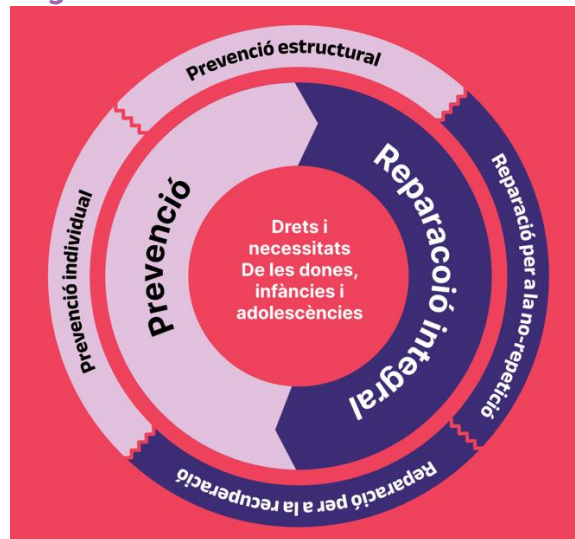 Prevenció estructural
Reparació per a la no-repetició
Reparació per a la recuperació
Prevenció individual
Prevenció
Reparacoió integral
Drets i
necessitats
De les dones,
infàncies i
adolescències